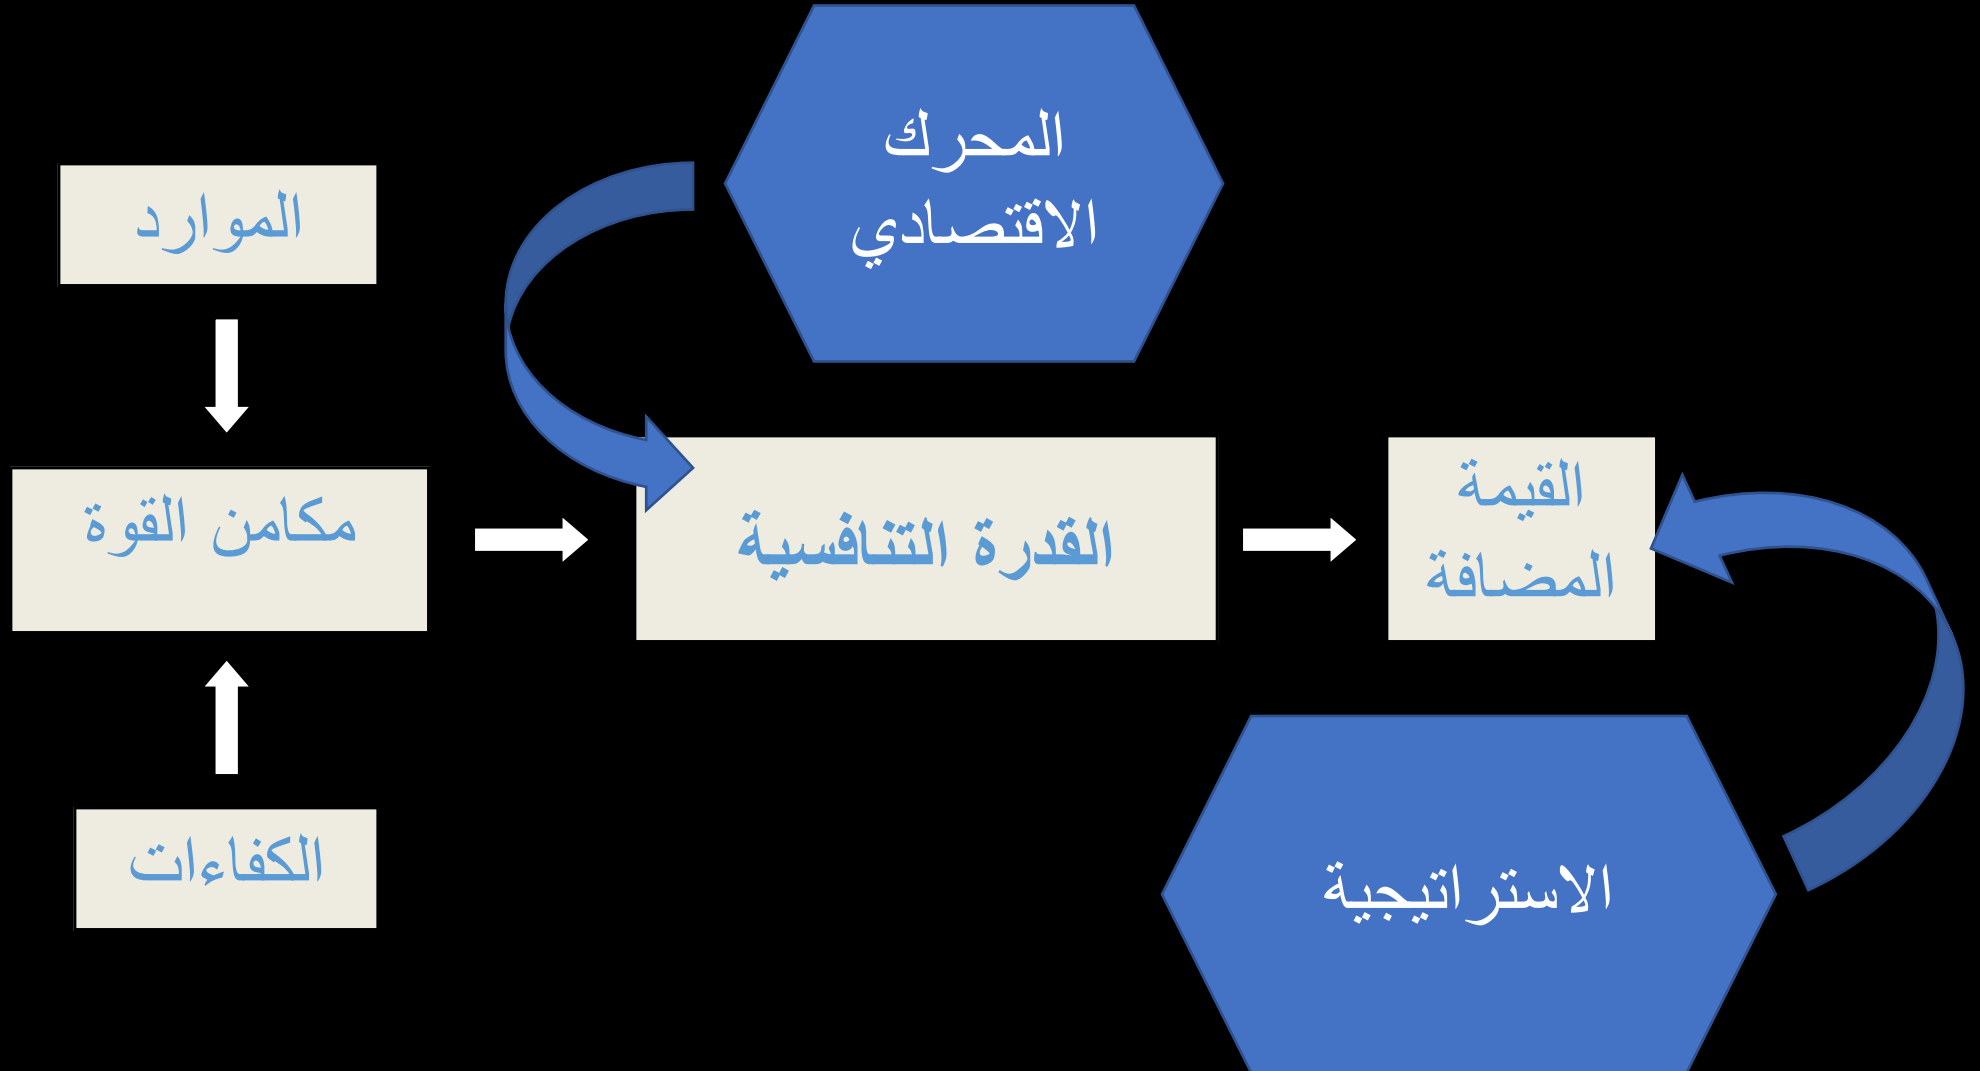 المحرك
الاقتصادي
الموارد
مكامن القوة
القدرة التنافسية
القيمة
المضافة
الكفاءات
الاستراتيجية